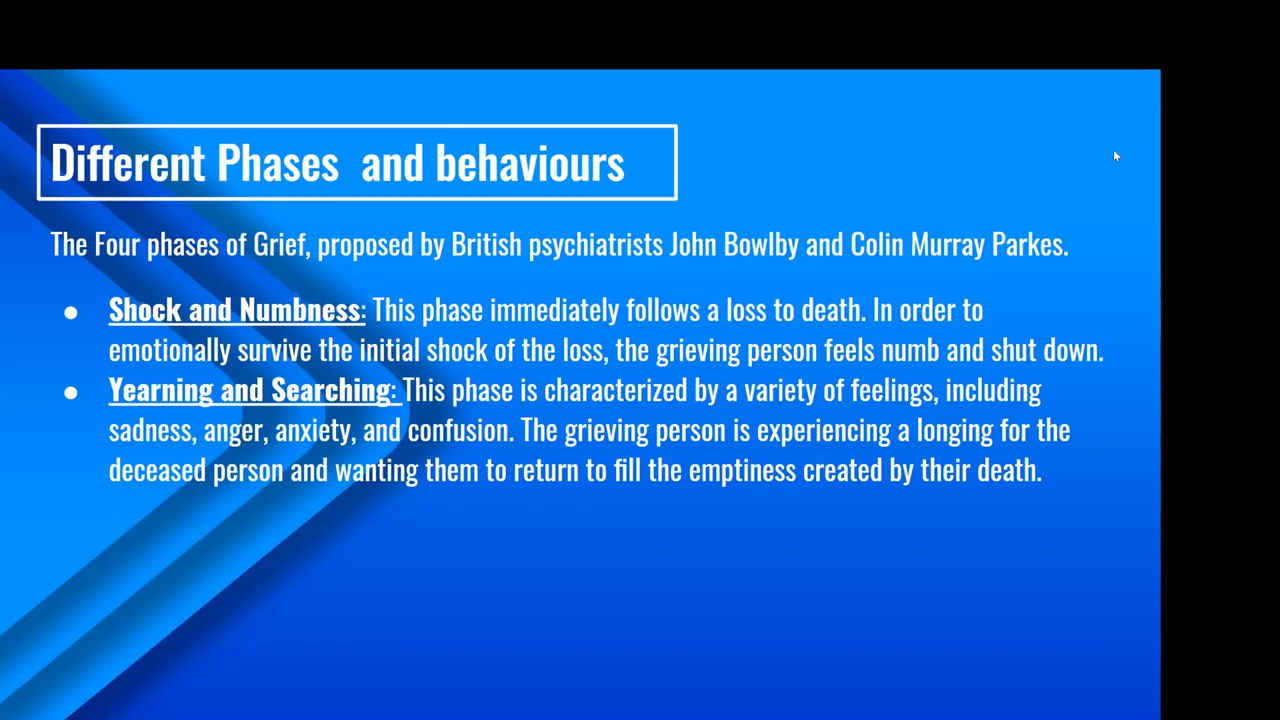 Different Phases  and behaviours
The Four phases of Grief, proposed by British psychiatrists John Bowlby and Colin Murray Parkes.
● Shock and Numbness: This phase immediately follows a loss to death. In order to
emotionally survive the initial shock of the loss, the grieving person feels numb and shut down.
● Yearning and Searching: This phase is characterized by a variety of feelings, including
sadness, anger, anxiety, and confusion. The grieving person is experiencing a longing for the
deceased person and wanting them to return to fill the emptiness created by their death.